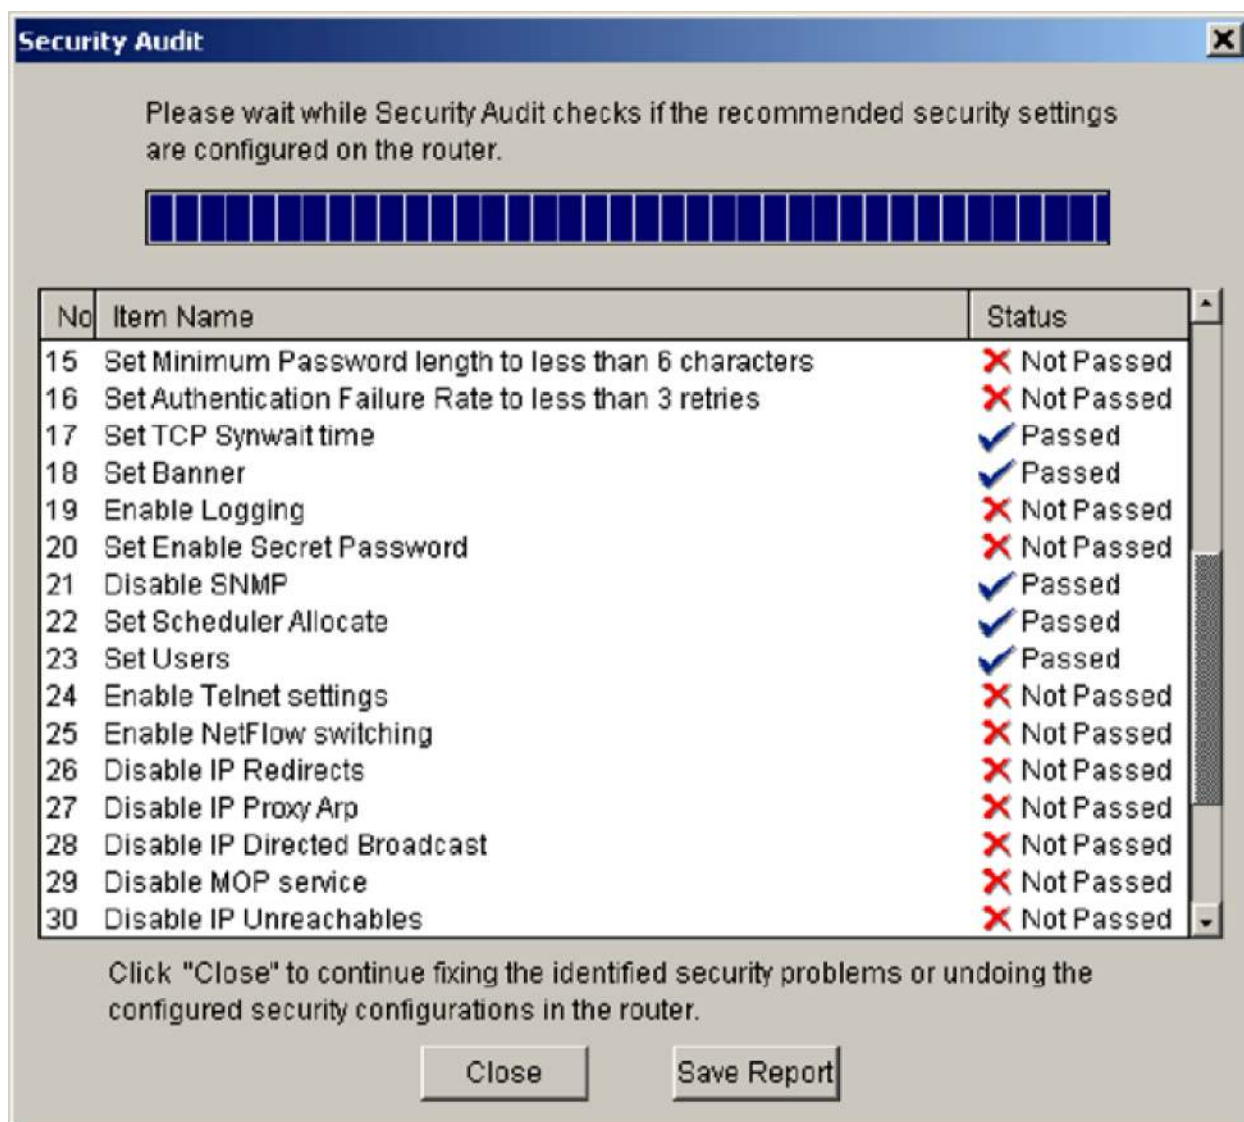 Security Audit
Please wait while Security Audit checks if the recommended security settings
are configured on the router.
No Item Name Status
15 Set Minimum Password length to less than 6 characters Not Passed
16 Set Authentication Failure Rate to less than 3 retries Not Passed
17 Set TCP Synwait time Passed
18 Set Banner Passed
19 Enable Logging Not Passed
20 Set Enable Secret Password Not Passed
21 Disable SNMP Passed
22 Set Scheduler Allocate Passed
23 Set Users Passed
24 Enable Telnet settings Not Passed
25 Enable NetFlow switching Not Passed
26 Disable IP Redirects Not Passed
27 Disable IP Proxy Arp Not Passed
28 Disable IP Directed Broadcast Not Passed
29 Disable MOP service Not Passed
30 Disable IP Unreachables Not Passed
Click "Close" to continue fixing the identified security problems or undoing the
configured security configurations in the router.
Close Save Report